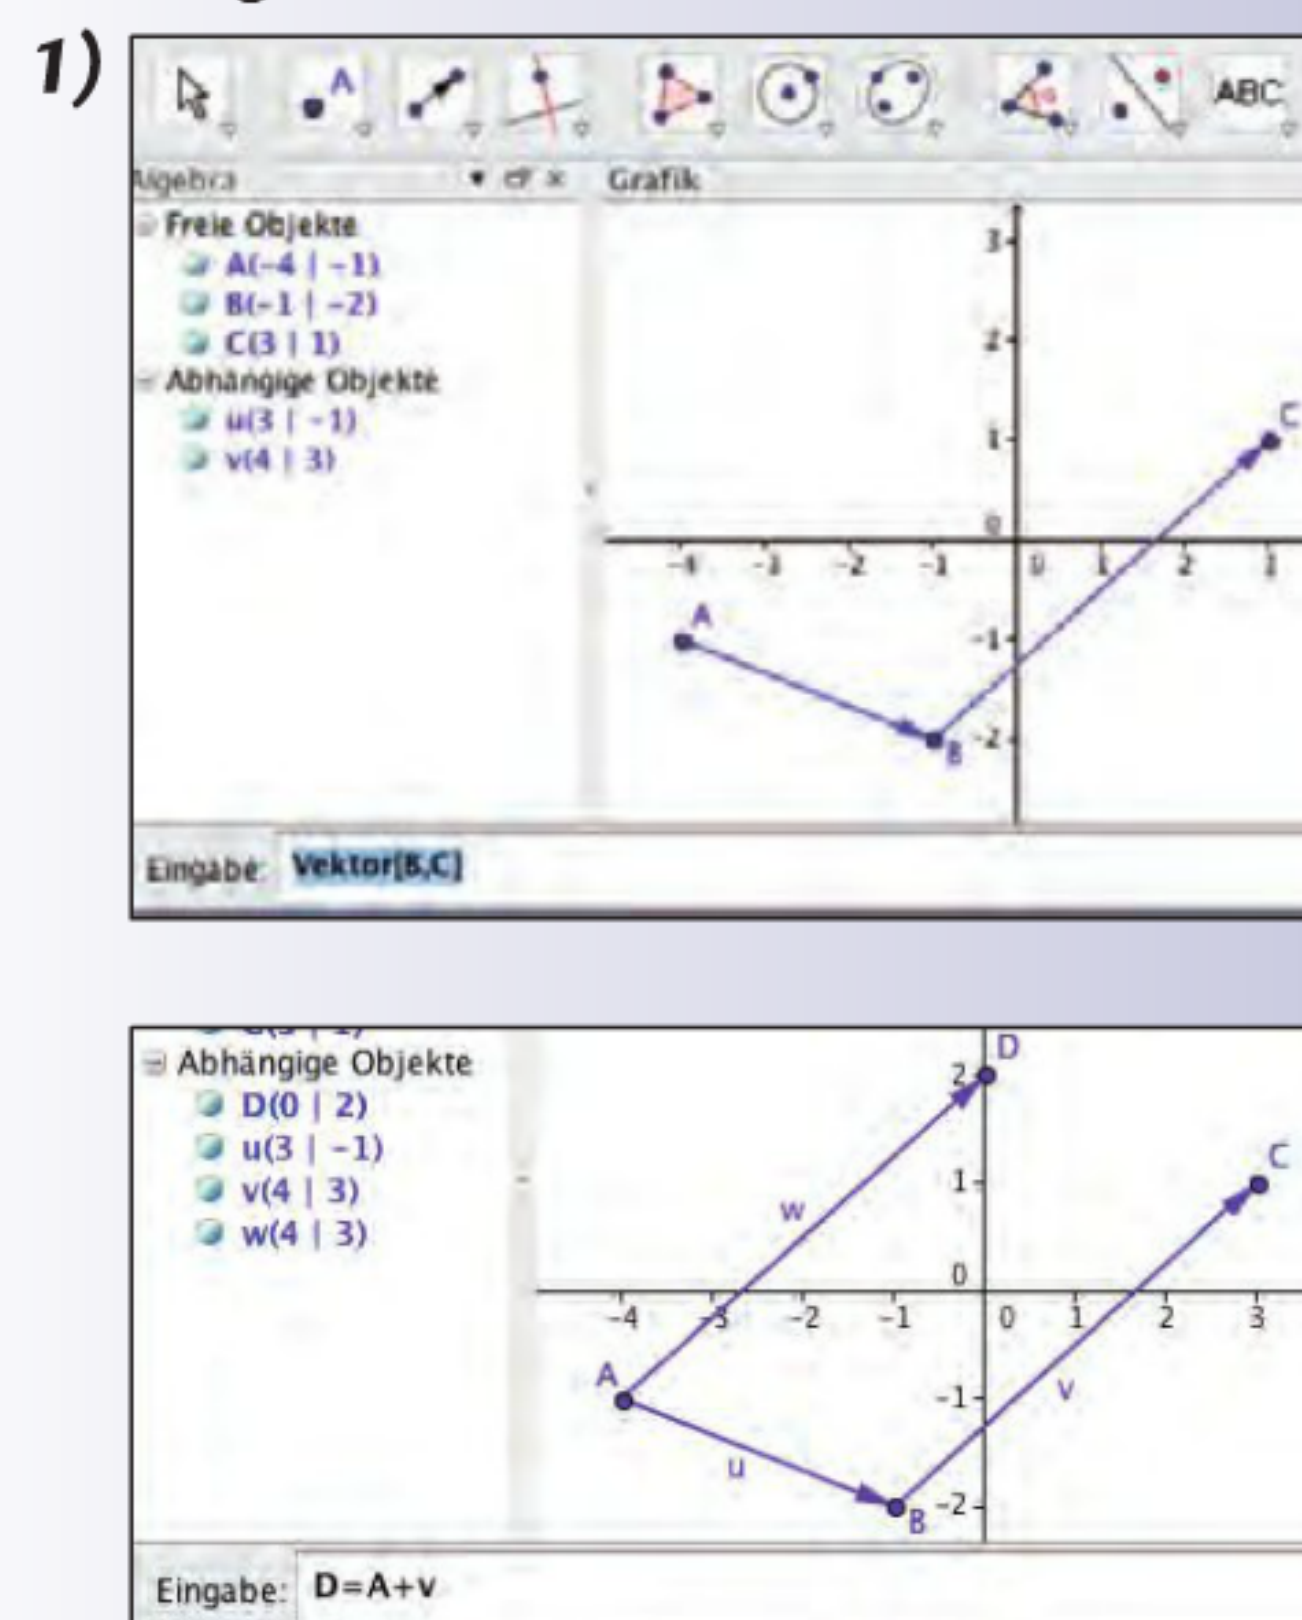 1)
A
ABC
Algebra
Grafik
Freie Objekte
A(-4 | -1)
B(-1 | -2)
C(3 | 1)
Abhängige Objekte
u(3 | -1)
v(4 | 3)
3
2
1
0
-4 -3 -2 -1 0 1 2 3
-1
-2
A
B
C
Eingabe: Vektor[B,C]
C(3 | 1)
Abhängige Objekte
D(0 | 2)
u(3 | -1)
v(4 | 3)
w(4 | 3)
D
2
C
1
w
0
-4 -3 -2 -1 0 1 2 3
A
-1
v
u
B
-2
Eingabe: D=A+v